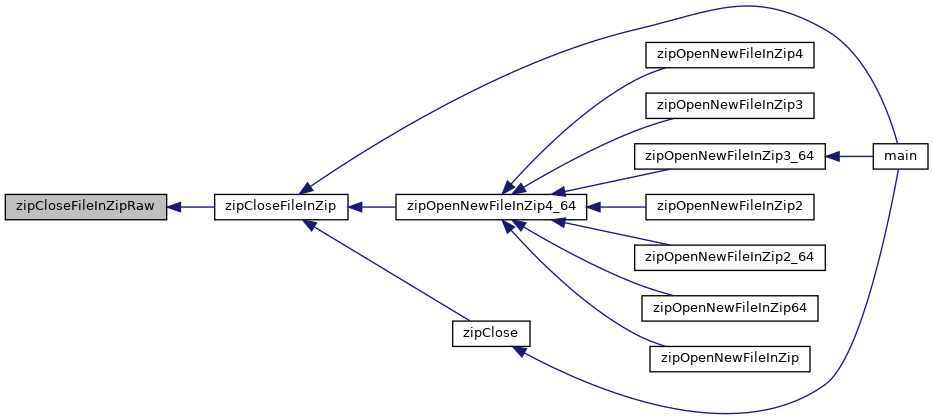 zipOpenNewFileInZip4
zipOpenNewFileInZip3
zipOpenNewFileInZip3_64
main
zipCloseFileInZipRaw
zipCloseFileInZip
zipOpenNewFileInZip4_64
zipOpenNewFileInZip2
zipOpenNewFileInZip2_64
zipOpenNewFileInZip64
zipClose
zipOpenNewFileInZip